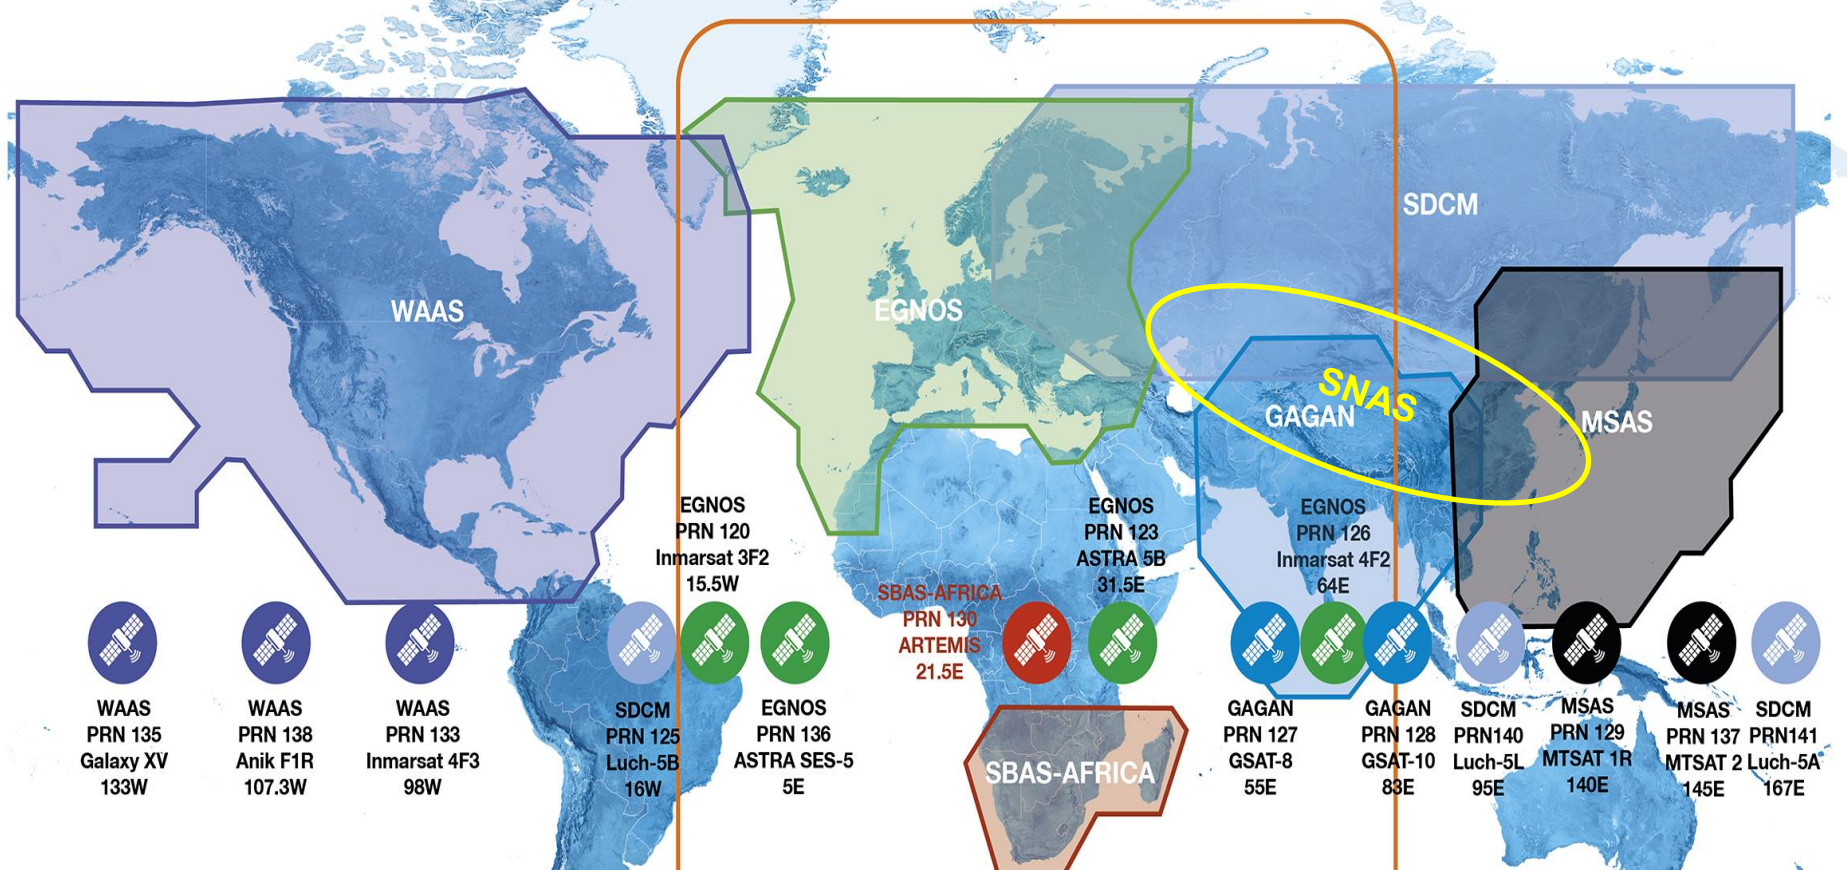 SDCM
WAAS
EGNOS
SNAS
GAGAN
MSAS
EGNOS
PRN 120
Inmarsat 3F2
15.5W
EGNOS
PRN 123
ASTRA 5B
31.5E
EGNOS
PRN 126
Inmarsat 4F2
64E
SBAS-AFRICA
PRN 130
ARTEMIS
21.5E
WAAS
PRN 135
Galaxy XV
133W
WAAS
PRN 138
Anik F1R
107.3W
WAAS
PRN 133
Inmarsat 4F3
98W
SDCM
PRN 125
Luch-5B
16W
EGNOS
PRN 136
ASTRA SES-5
5E
SBAS-AFRICA
GAGAN
PRN 127
GSAT-8
55E
GAGAN
PRN 128
GSAT-10
83E
SDCM
PRN140
Luch-5L
95E
MSAS
PRN 129
MTSAT 1R
140E
MSAS
PRN 137
MTSAT 2
145E
SDCM
PRN141
Luch-5A
167E